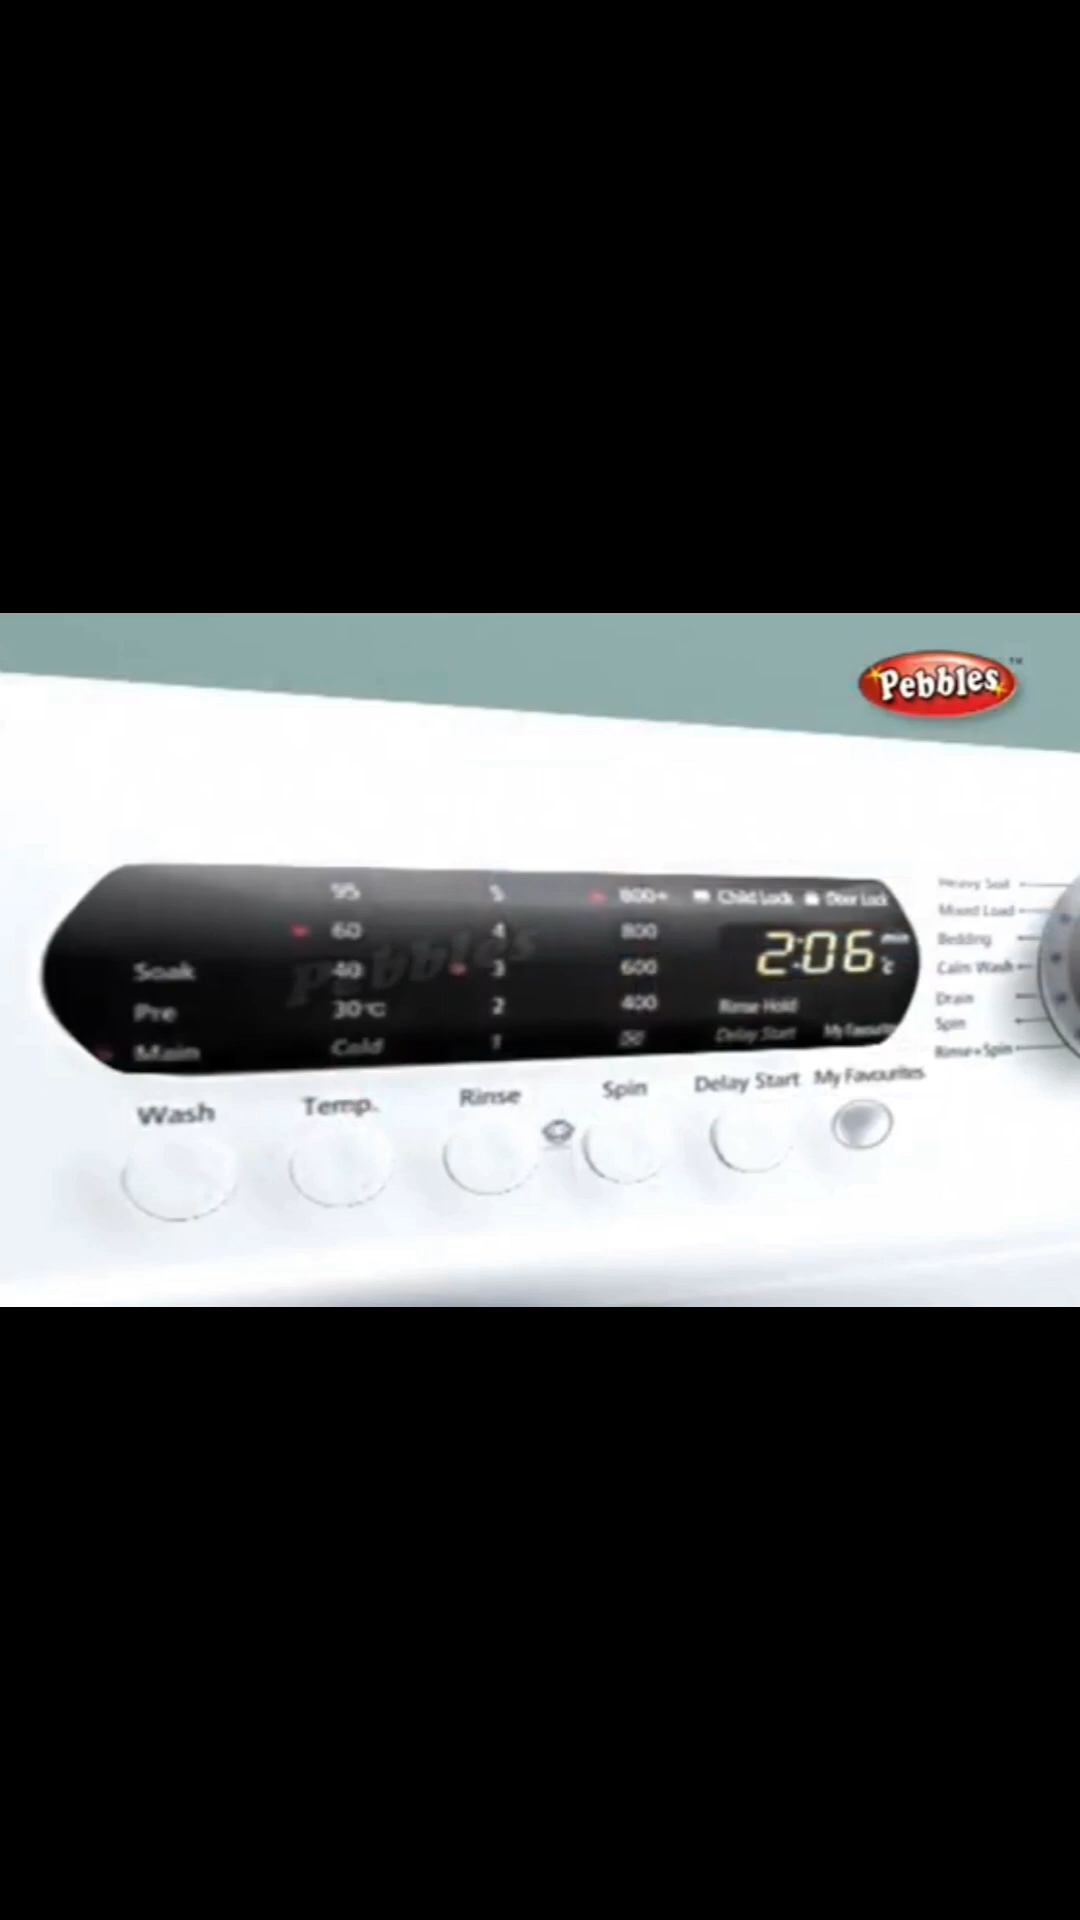 Pebbles™
95 5 800+ Child Lock Door Lock
60 4 800 2:06 min
Soak 40 3 600
Pre 30°C 2 400 Rinse Hold
Main Cold 1 Delay Start My Favourites
Wash Temp. Rinse Spin Delay Start My Favourites
Heavy Soil
Mixed Load
Bedding
Calm Wash
Drain
Spin
Rinse+Spin
Pebbles